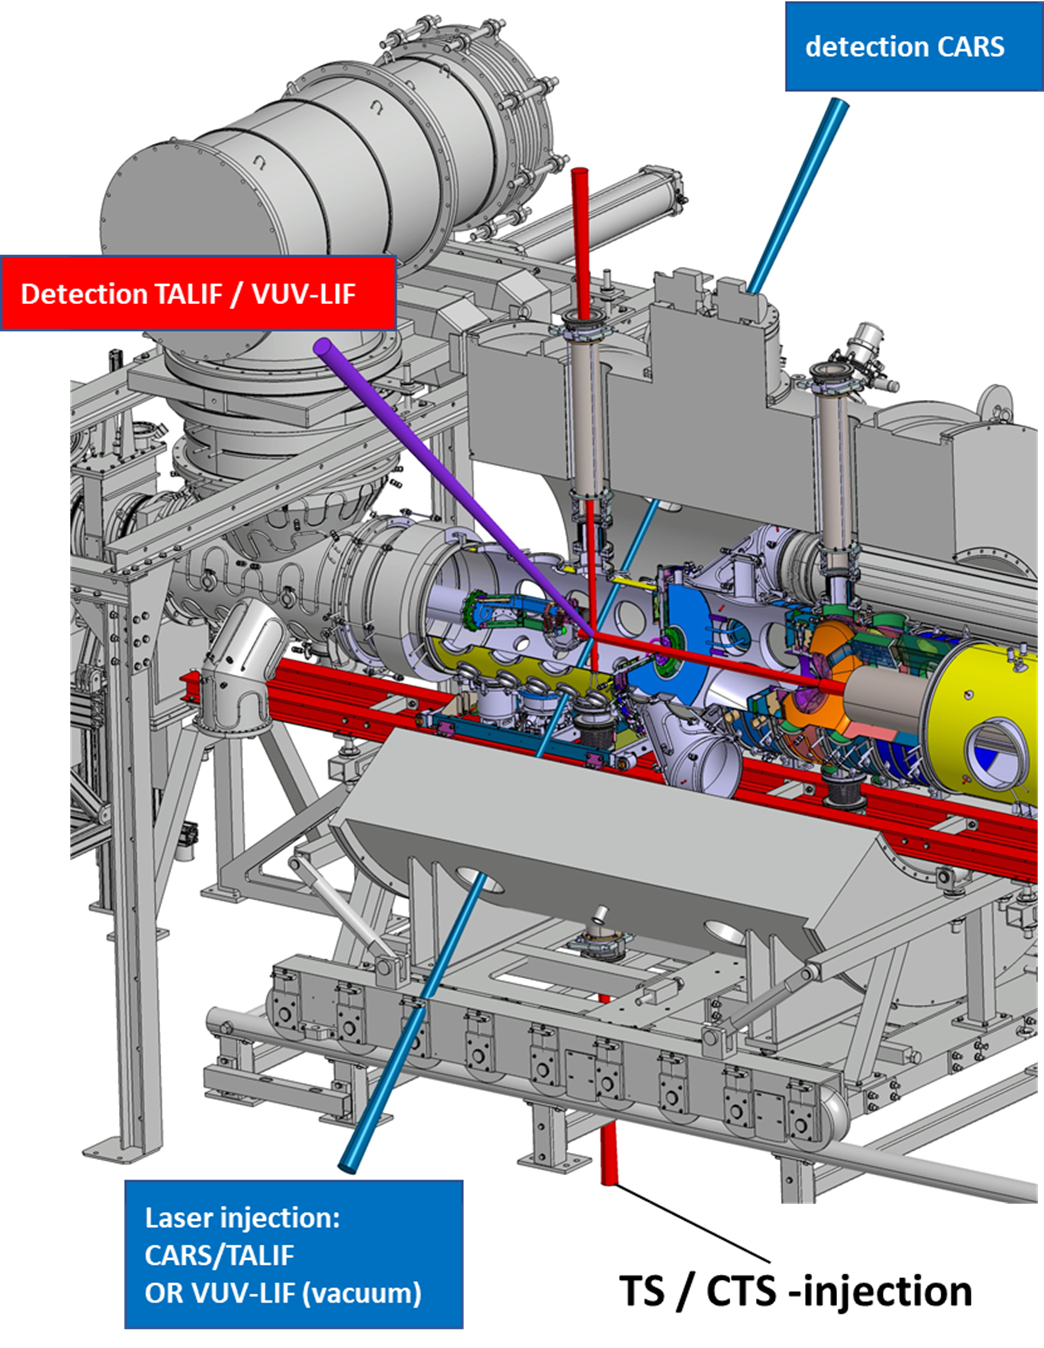 detection CARS
Detection TALIF / VUV-LIF
Laser injection:
CARS/TALIF
OR VUV-LIF (vacuum)
TS / CTS -injection